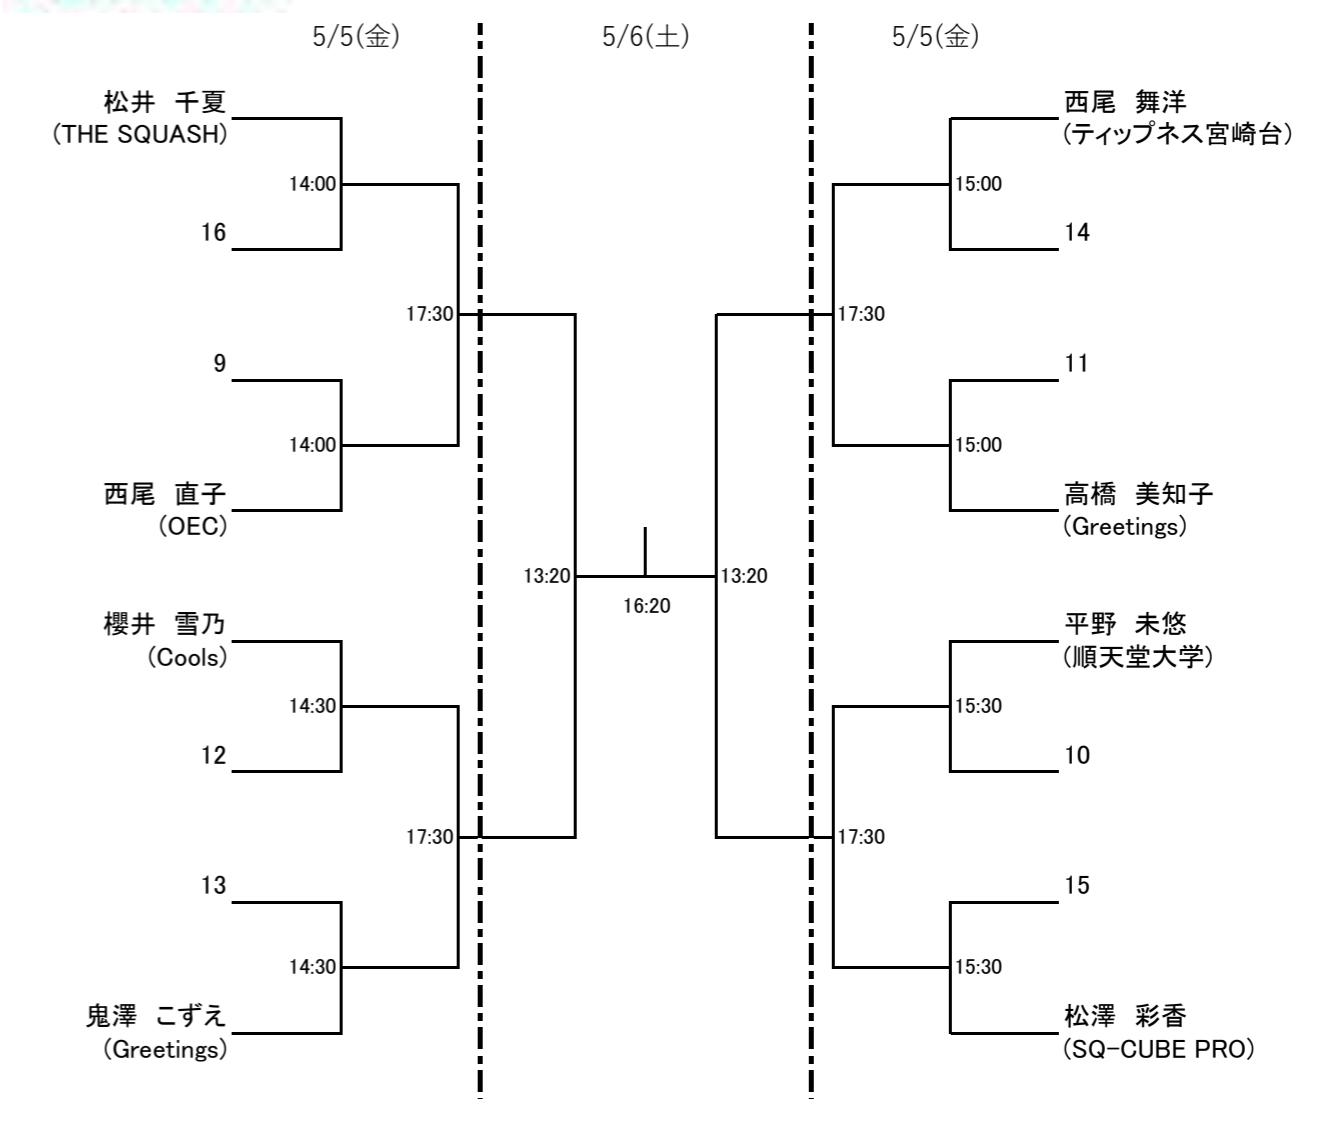 5/5(金)
5/6(土)
5/5(金)
松井　千夏
(THE SQUASH)
14:00
16
17:30
9
14:00
西尾　直子
(OEC)
櫻井　雪乃
(Cools)
14:30
12
17:30
13
14:30
鬼澤　こずえ
(Greetings)
13:20
16:20
13:20
西尾　舞洋
(ティップネス宮崎台)
15:00
14
17:30
11
15:00
高橋　美知子
(Greetings)
平野　未悠
(順天堂大学)
15:30
10
17:30
15
15:30
松澤　彩香
(SQ-CUBE PRO)